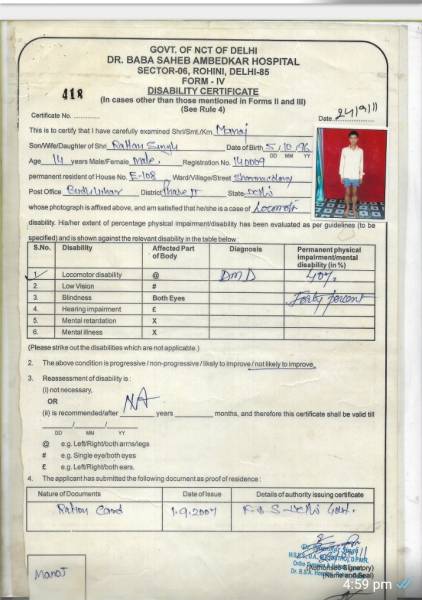 GOVT. OF NCT OF DELHI
DR. BABA SAHEB AMBEDKAR HOSPITAL
SECTOR-06, ROHINI, DELHI-85
FORM - IV
418 DISABILITY CERTIFICATE
(In cases other than those mentioned in Forms II and III)
(See Rule 4)
Certificate No. Date 24/9/11
This is to certify that I have carefully examined Shri/Smt./Km. Manoj
Son/Wife/Daughter of Shri Rattan Singh Date of Birth 5/10/96
DD MM YY
Age 14 years Male/Female Male. Registration No. 140009
permanent resident of House No. E-108 Ward/Village/Street
Post Office District State Delhi
whose photograph is affixed above, and am satisfied that he/she is a case of Locomotor
disability. His/her extent of percentage physical impairment/disability has been evaluated as per guidelines (to be
specified) and is shown against the relevant disability in the table below
S.No. Disability Affected Part of Body Diagnosis Permanent physical impairment/mental disability (in %)
1. Locomotor disability @ DMD 40%
2. Low Vision #
3. Blindness Both Eyes Forty percent
4. Hearing impairment £
5. Mental retardation X
6. Mental illness X
(Please strike out the disabilities which are not applicable.)
2. The above condition is progressive / non-progressive / likely to improve / not likely to improve.
3. Reassessment of disability is :
(i) not necessary,
OR NA
(ii) is recommended/after years months, and therefore this certificate shall be valid till
DD MM YY
@ e.g. Left/Right/both arms/legs
# e.g. Single eye/both eyes
£ e.g. Left/Right/both ears.
4. The applicant has submitted the following document as proof of residence :
Nature of Documents Date of Issue Details of authority issuing certificate
Ration Card 1.9.2007 F & S Delhi Govt.
(Authorised Signatory)
(Name and Seal)
Manoj
4:59 pm